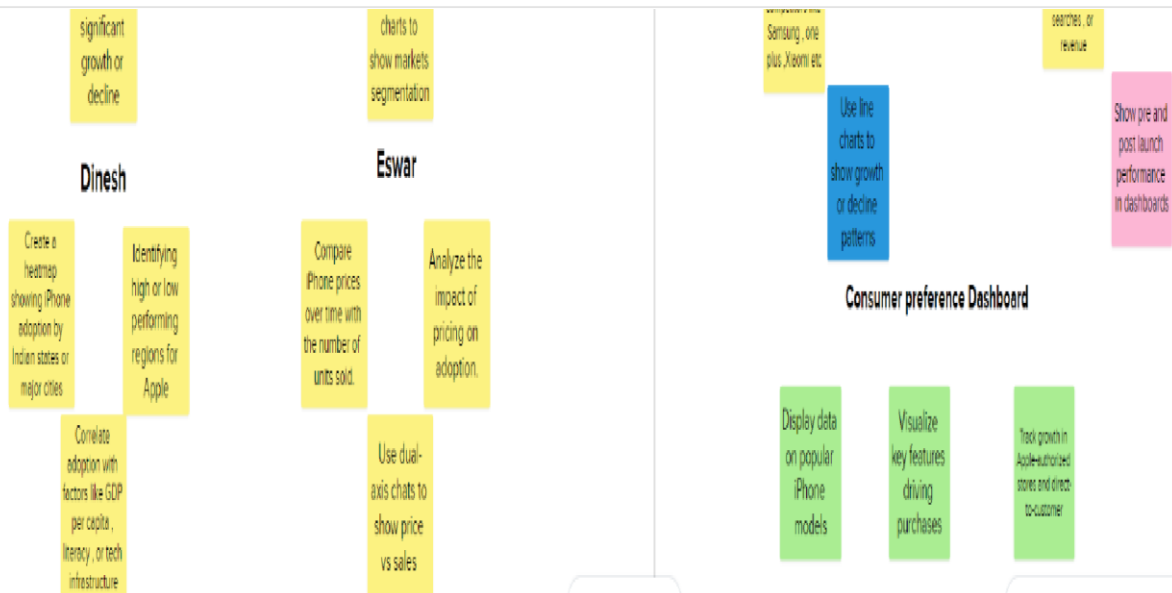 significant
growth or
decline
charts to
show markets
segmentation
Dinesh
Eswar
Create a
heatmap
showing iPhone
adoption by
Indian states or
major cities
Identifying
high or low
performing
regions for
Apple
Correlate
adoption with
factors like GDP
per capita ,
literacy , or tech
infrastructure
Compare
iPhone prices
over time with
the number of
units sold.
Analyze the
impact of
pricing on
adoption.
Use dual-
axis chats to
show price
vs sales
Samsung , one
plus ,Xiaomi etc
searches , or
revenue
Use line
charts to
show growth
or decline
patterns
Show pre and
post launch
performance
in dashboards
Consumer preference Dashboard
Display data
on popular
iPhone
models
Visualize
key features
driving
purchases
Track growth in
Apple-authorized
stores and direct-
to-customer